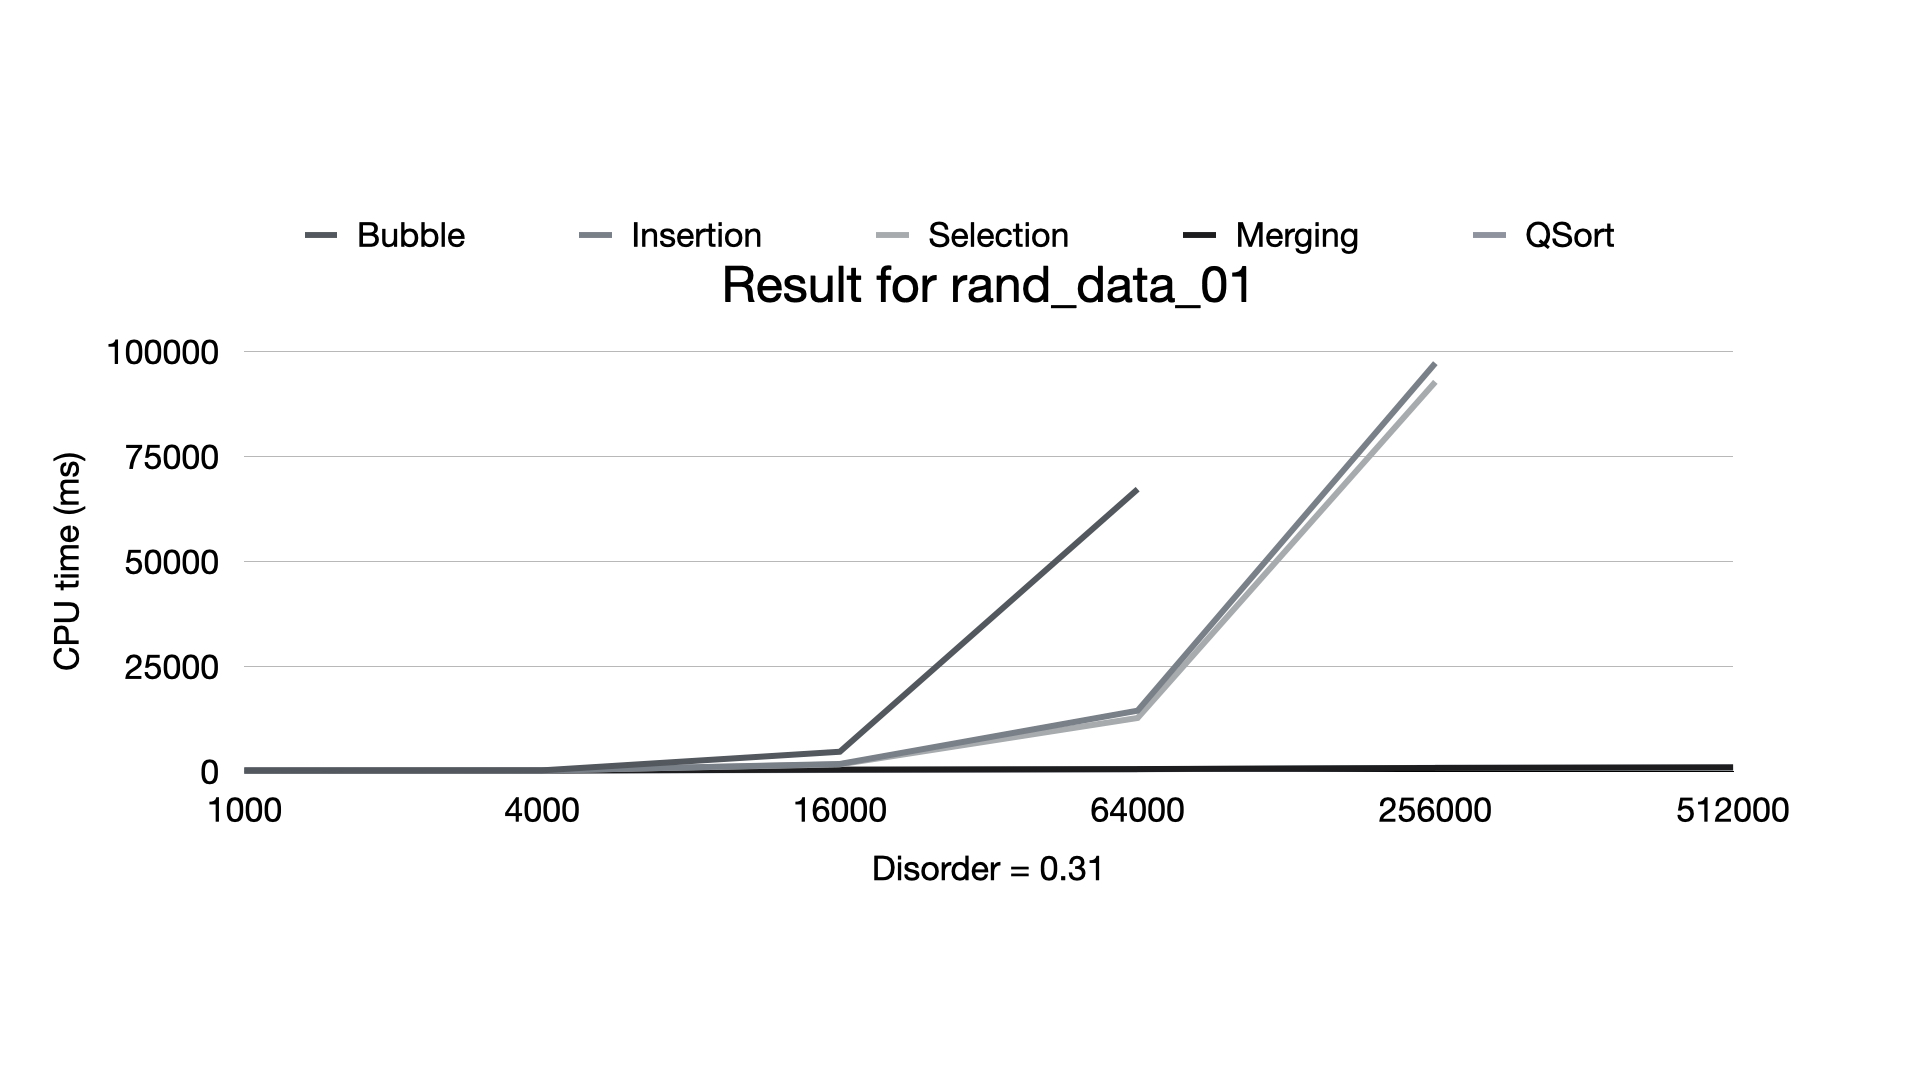 Bubble Insertion Selection Merging QSort
Result for rand_data_01
CPU time (ms)
100000
75000
50000
25000
0
1000 4000 16000 64000 256000 512000
Disorder = 0.31